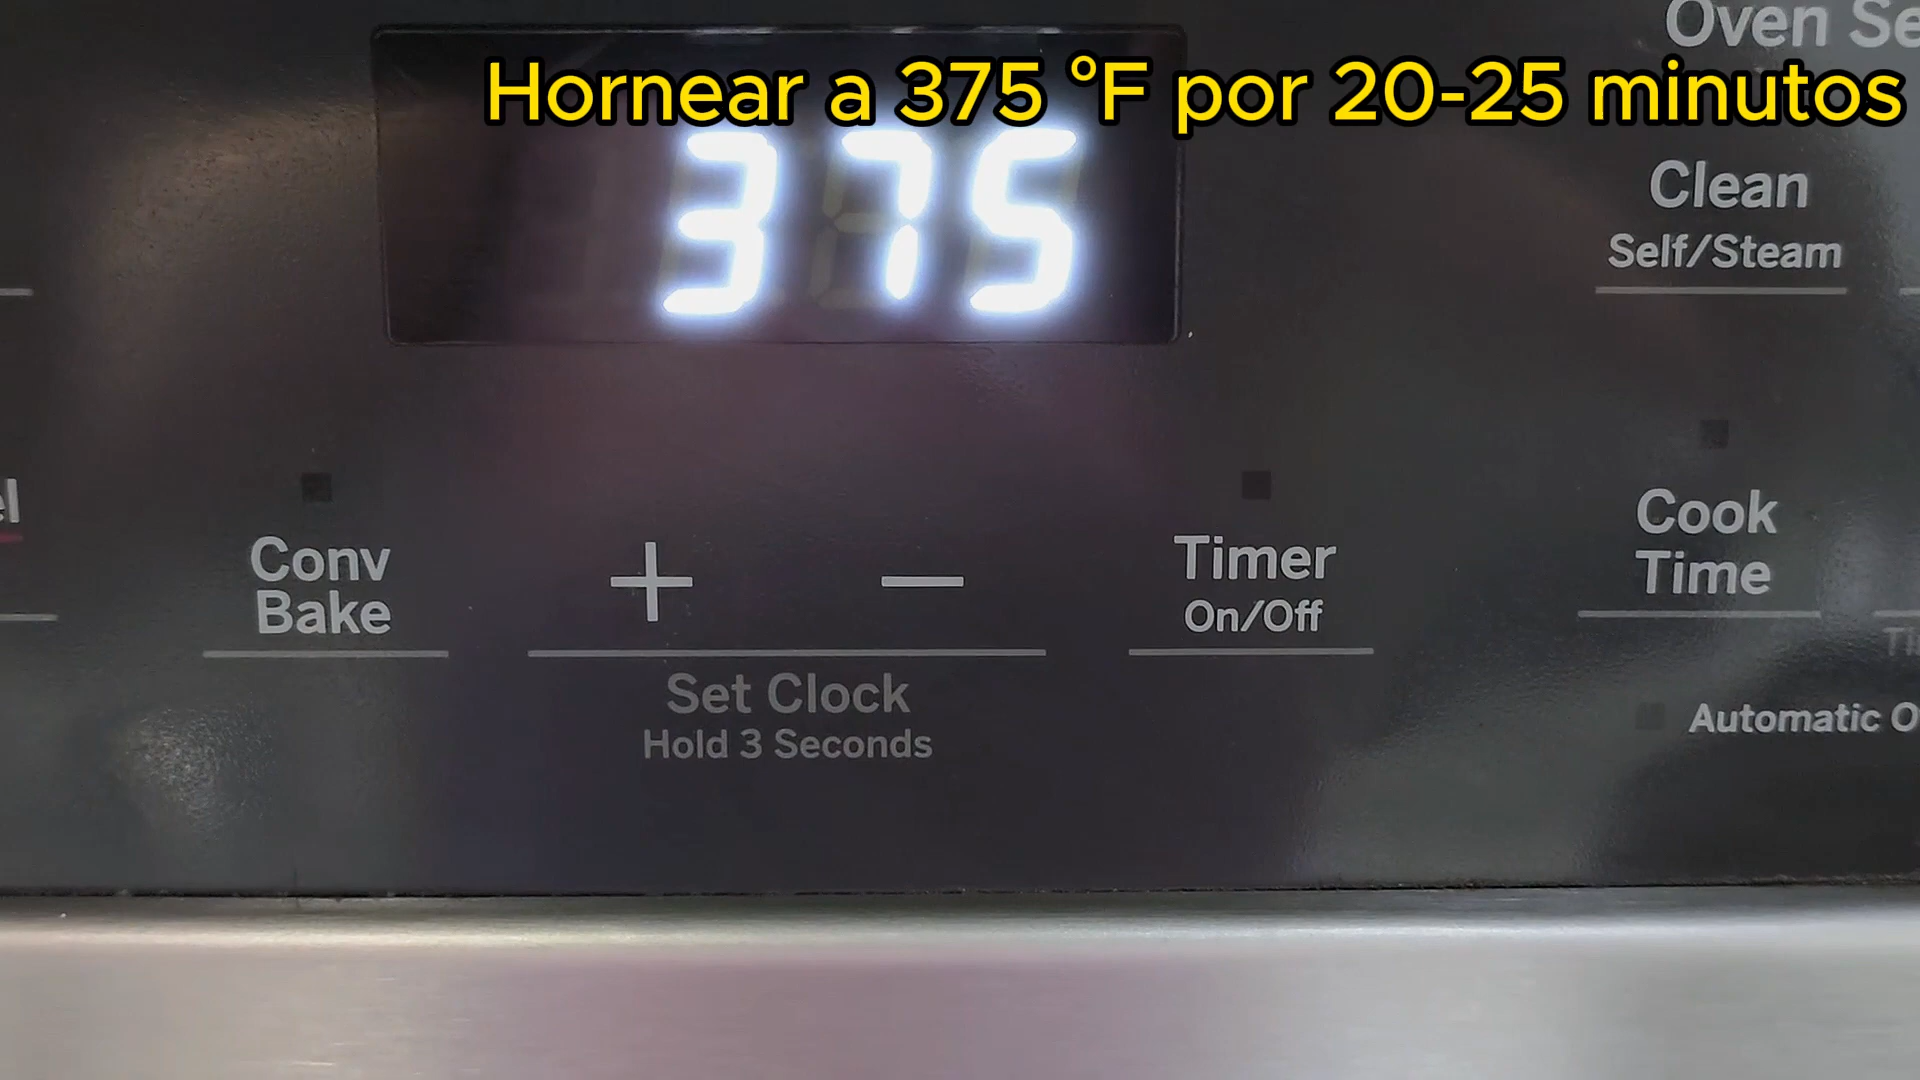 Oven Se
Hornear a 375 °F por 20-25 minutos
375
Clean
Self/Steam
Conv
Bake
+ −
Timer
On/Off
Cook
Time
Set Clock
Hold 3 Seconds
Automatic O